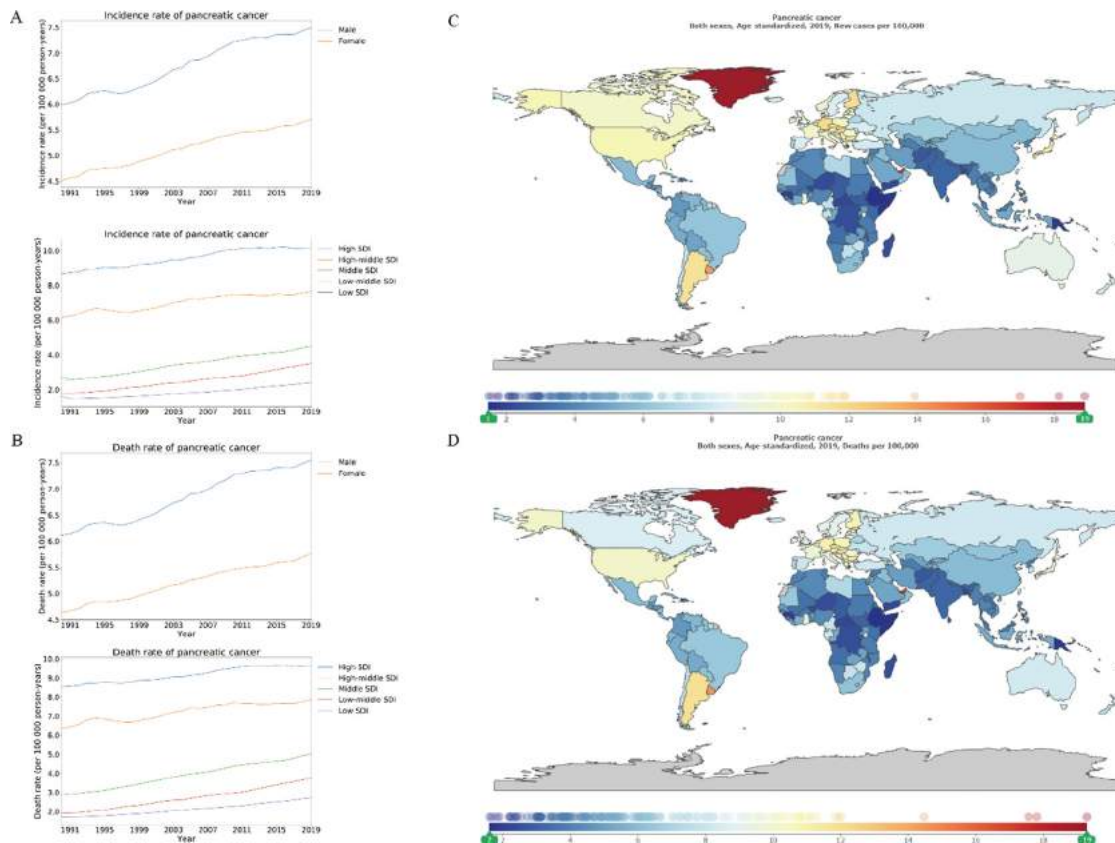 A
Incidence rate of pancreatic cancer
Incidence rate (per 100 000 person-years)
7.5
7.0
6.5
6.0
5.5
5.0
4.5
1991 1995 1999 2003 2007 2011 2015 2019
Year
Male
Female
Incidence rate of pancreatic cancer
Incidence rate (per 100 000 person-years)
10.0
8.0
6.0
4.0
2.0
1991 1995 1999 2003 2007 2011 2015 2019
Year
High SDI
High-middle SDI
Middle SDI
Low-middle SDI
Low SDI
B
Death rate of pancreatic cancer
Death rate (per 100 000 person-years)
7.5
7.0
6.5
6.0
5.5
5.0
4.5
1991 1995 1999 2003 2007 2011 2015 2019
Year
Male
Female
Death rate of pancreatic cancer
Death rate (per 100 000 person-years)
10.0
9.0
8.0
7.0
6.0
5.0
4.0
3.0
2.0
1991 1995 1999 2003 2007 2011 2015 2019
Year
High SDI
High-middle SDI
Middle SDI
Low-middle SDI
Low SDI
C
Pancreatic cancer
Both sexes, Age standardized, 2019, New cases per 100,000
2 4 6 8 10 12 14 16 18 19
D
Pancreatic cancer
Both sexes, Age standardized, 2019, Deaths per 100,000
2 4 6 8 10 12 14 16 18 19